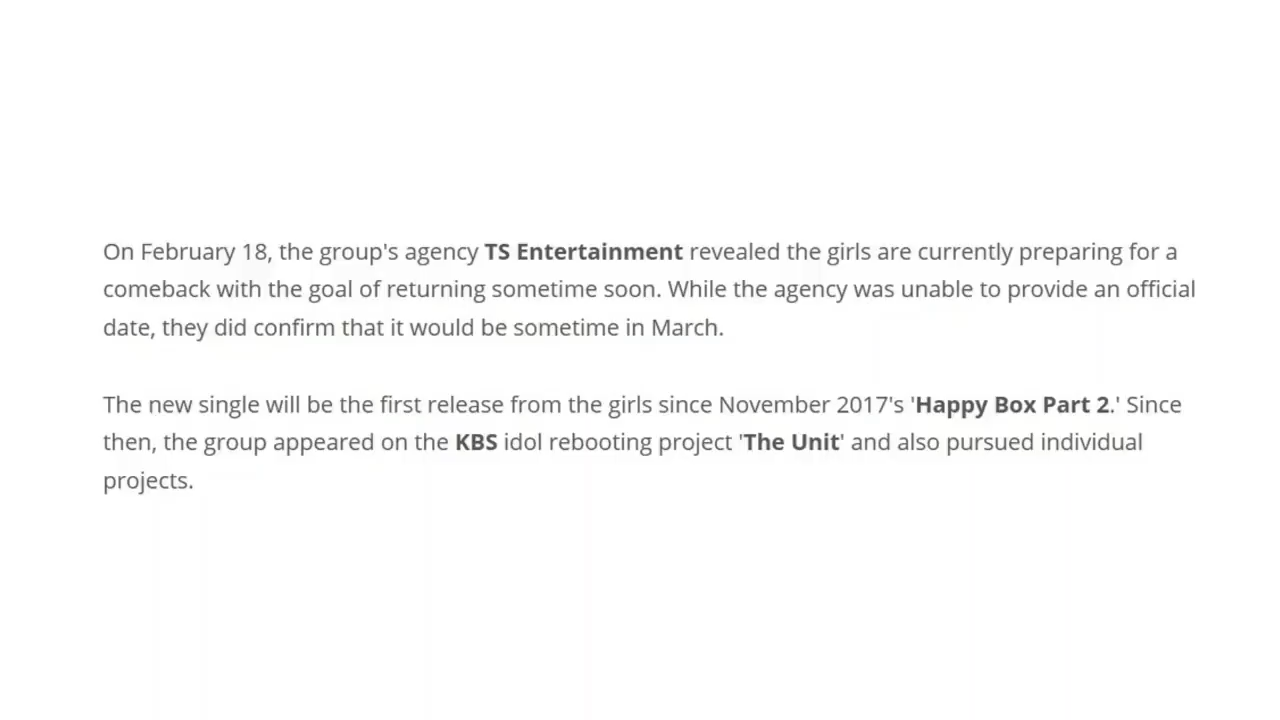 On February 18, the group's agency TS Entertainment revealed the girls are currently preparing for a
comeback with the goal of returning sometime soon. While the agency was unable to provide an official
date, they did confirm that it would be sometime in March.
The new single will be the first release from the girls since November 2017's 'Happy Box Part 2.' Since
then, the group appeared on the KBS idol rebooting project 'The Unit' and also pursued individual
projects.